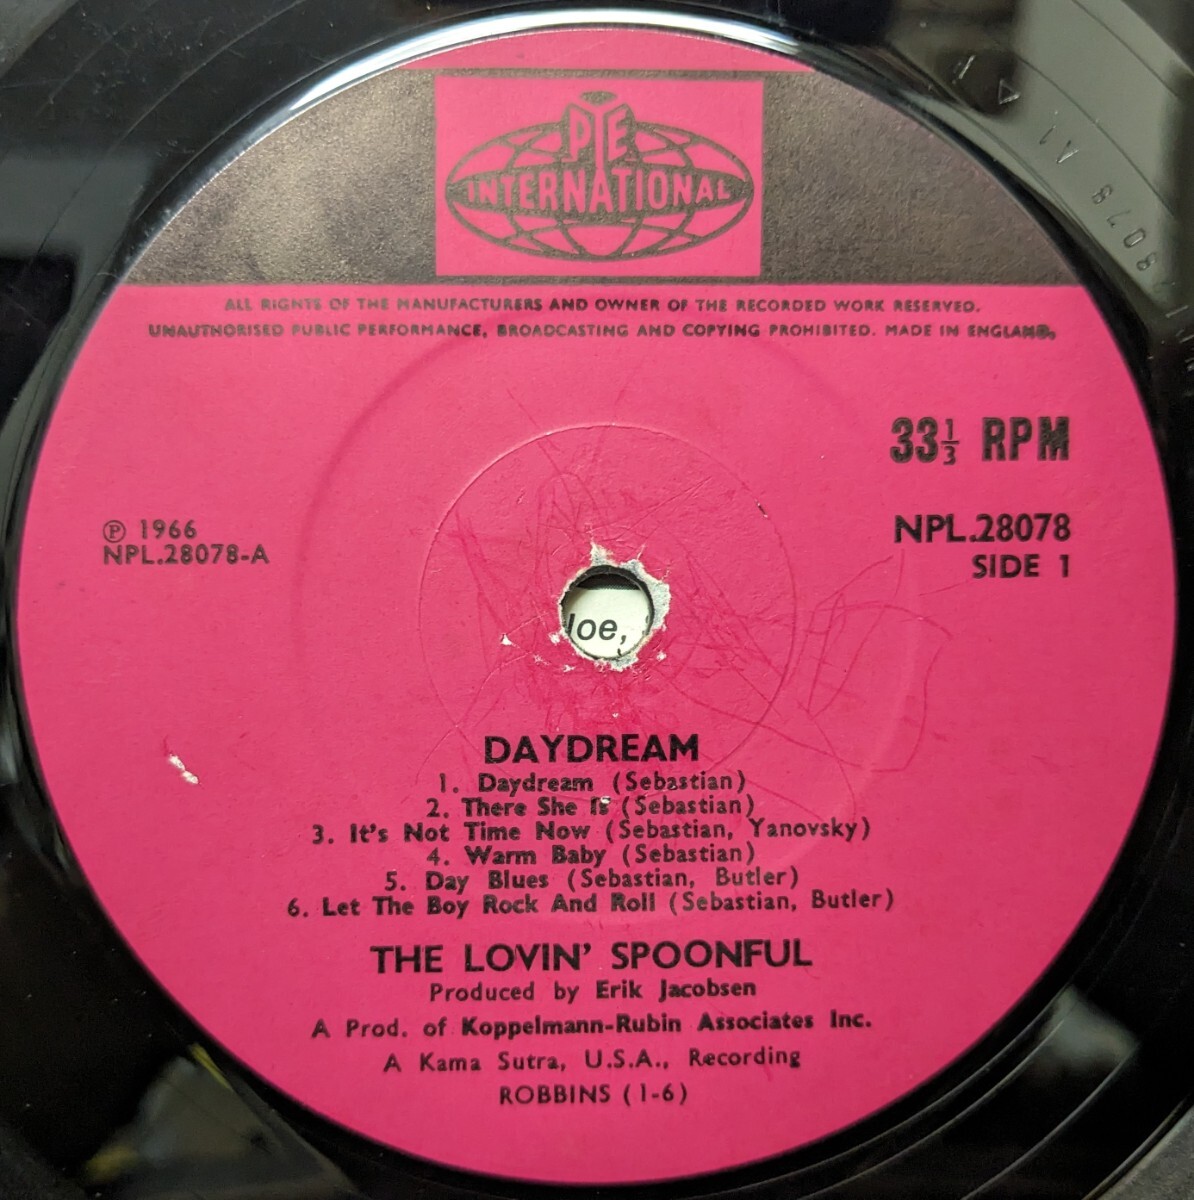 PYE
INTERNATIONAL
ALL RIGHTS OF THE MANUFACTURERS AND OWNER OF THE RECORDED WORK RESERVED.
UNAUTHORISED PUBLIC PERFORMANCE, BROADCASTING AND COPYING PROHIBITED. MADE IN ENGLAND.
33⅓ RPM
℗ 1966
NPL.28078-A
NPL.28078
SIDE 1
DAYDREAM
1. Daydream (Sebastian)
2. There She Is (Sebastian)
3. It's Not Time Now (Sebastian, Yanovsky)
4. Warm Baby (Sebastian)
5. Day Blues (Sebastian, Butler)
6. Let The Boy Rock And Roll (Sebastian, Butler)
THE LOVIN' SPOONFUL
Produced by Erik Jacobsen
A Prod. of Koppelmann-Rubin Associates Inc.
A Kama Sutra, U.S.A., Recording
ROBBINS (1-6)
8078 A1